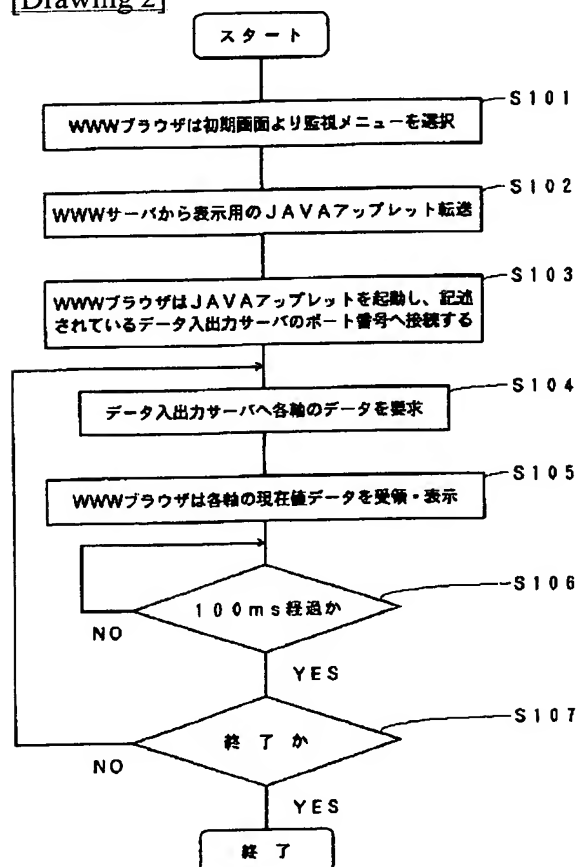 [Drawing 2]
スタート
S101
WWWブラウザは初期画面より監視メニューを選択
S102
WWWサーバから表示用のJAVAアップレット転送
S103
WWWブラウザはJAVAアップレットを起動し、記述
されているデータ入出力サーバのポート番号へ接続する
S104
データ入出力サーバへ各軸のデータを要求
S105
WWWブラウザは各軸の現在値データを受領・表示
S106
100ms経過か
NO
YES
S107
終了か
NO
YES
終了